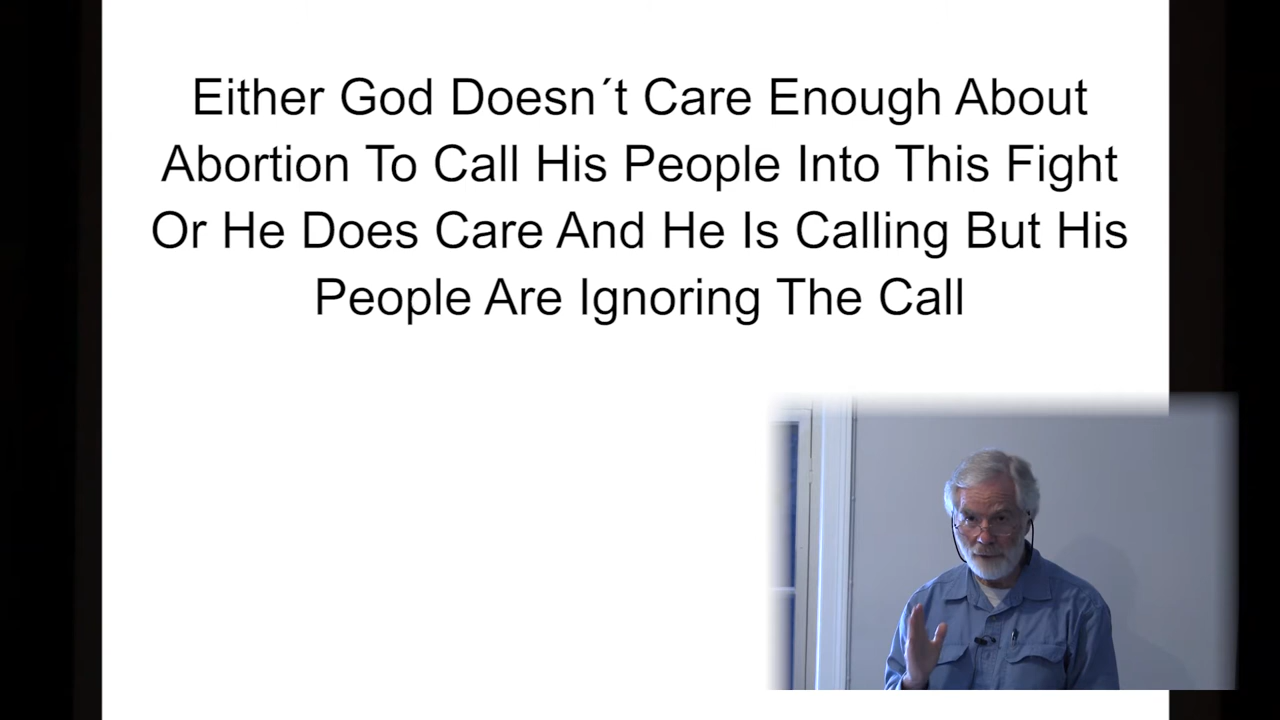 Either God Doesn´t Care Enough About
Abortion To Call His People Into This Fight
Or He Does Care And He Is Calling But His
People Are Ignoring The Call